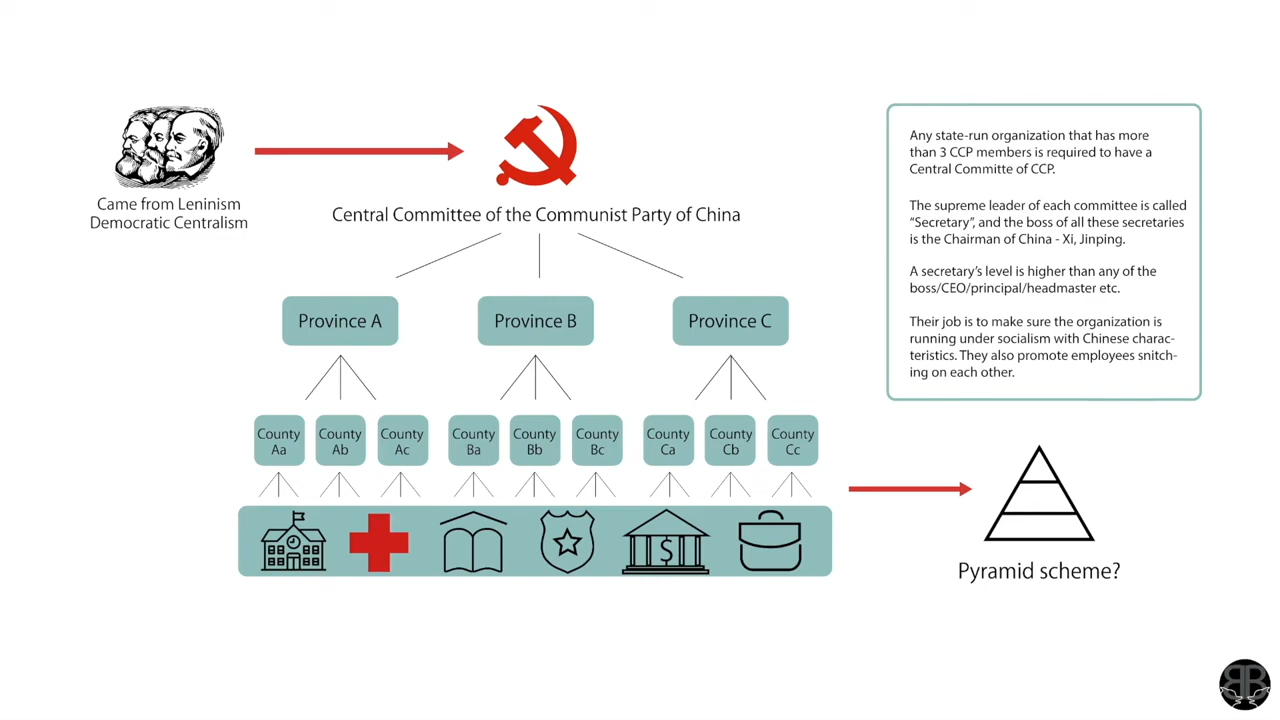 Came from Leninism
Democratic Centralism
Central Committee of the Communist Party of China
Province A
Province B
Province C
County
Aa
County
Ab
County
Ac
County
Ba
County
Bb
County
Bc
County
Ca
County
Cb
County
Cc
$
Any state-run organization that has more
than 3 CCP members is required to have a
Central Committe of CCP.
The supreme leader of each committee is called
“Secretary”, and the boss of all these secretaries
is the Chairman of China - Xi, Jinping.
A secretary’s level is higher than any of the
boss/CEO/principal/headmaster etc.
Their job is to make sure the organization is
running under socialism with Chinese charac-
teristics. They also promote employees snitch-
ing on each other.
Pyramid scheme?